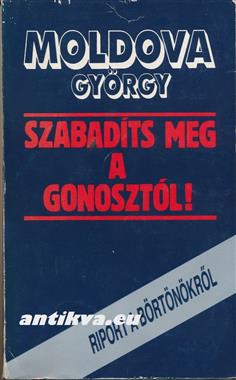 MOLDOVA
GYÖRGY
SZABADÍTS MEG
A
GONOSZTÓL!
antikva.eu
RIPORT A BÖRTÖNÖKRŐL